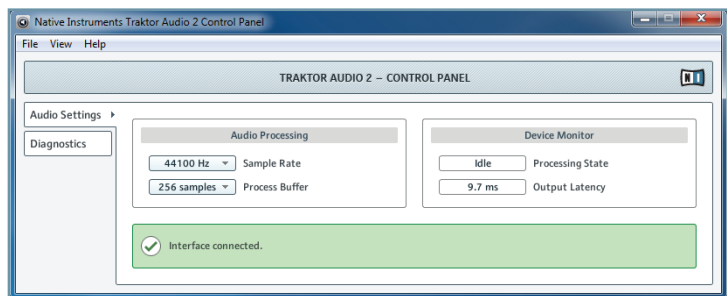 Native Instruments Traktor Audio 2 Control Panel
File View Help
TRAKTOR AUDIO 2 – CONTROL PANEL
NI
Audio Settings
Diagnostics
Audio Processing
44100 Hz Sample Rate
256 samples Process Buffer
Device Monitor
Idle Processing State
9.7 ms Output Latency
Interface connected.